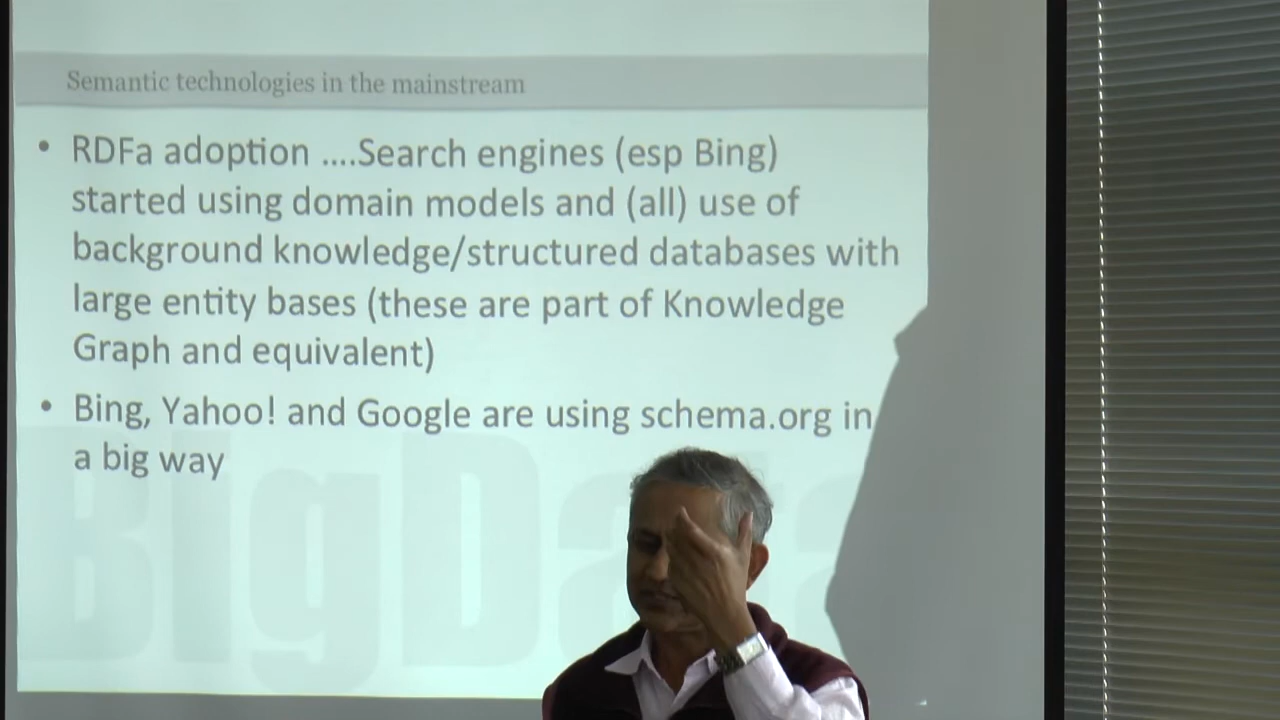 Semantic technologies in the mainstream
• RDFa adoption ....Search engines (esp Bing)
started using domain models and (all) use of
background knowledge/structured databases with
large entity bases (these are part of Knowledge
Graph and equivalent)
• Bing, Yahoo! and Google are using schema.org in
a big way